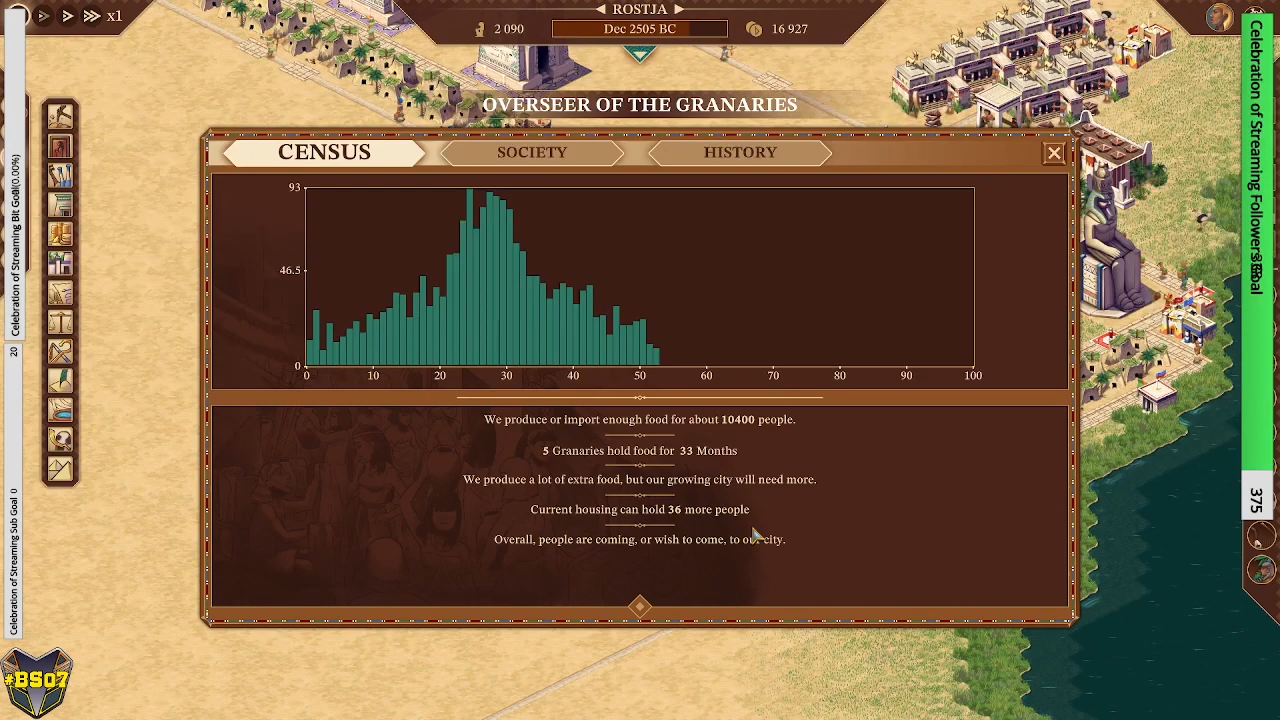 x1
ROSTJA
2 090
Dec 2505 BC
16 927
OVERSEER OF THE GRANARIES
CENSUS
SOCIETY
HISTORY
93
46.5
0
0 10 20 30 40 50 60 70 80 90 100
We produce or import enough food for about 10400 people.
5 Granaries hold food for 33 Months
We produce a lot of extra food, but our growing city will need more.
Current housing can hold 36 more people
Overall, people are coming, or wish to come, to our city.
Celebration of Streaming Bit Goal
(0.00%)
20
Celebration of Streaming Sub Goal 0
Celebration of Streaming Followers Goal
375
#BS07